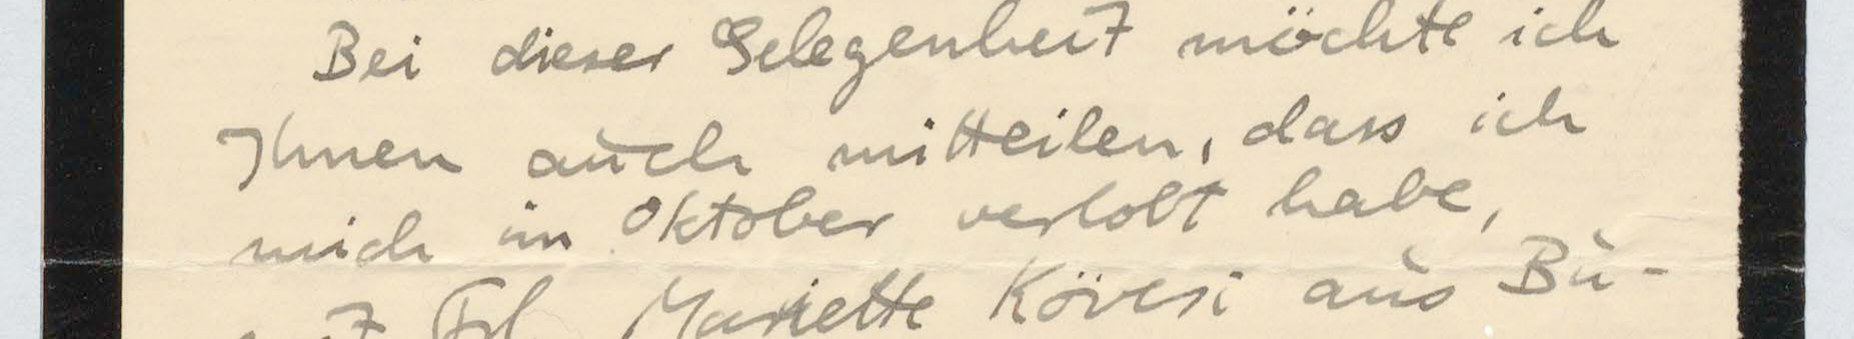 Bei dieser Gelegenheit möchte ich
Ihnen auch mitteilen, dass ich
mich im Oktober verlobt habe,
mit Frl. Mariette Kövesi aus Bu-